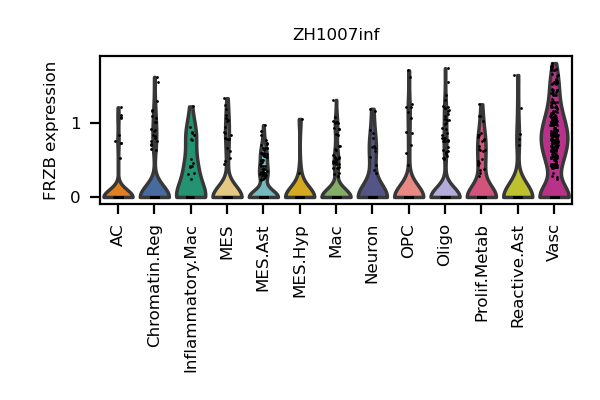 ZH1007inf
FRZB expression
1
0
AC
Chromatin.Reg
Inflammatory.Mac
MES
MES.Ast
MES.Hyp
Mac
Neuron
OPC
Oligo
Prolif.Metab
Reactive.Ast
Vasc